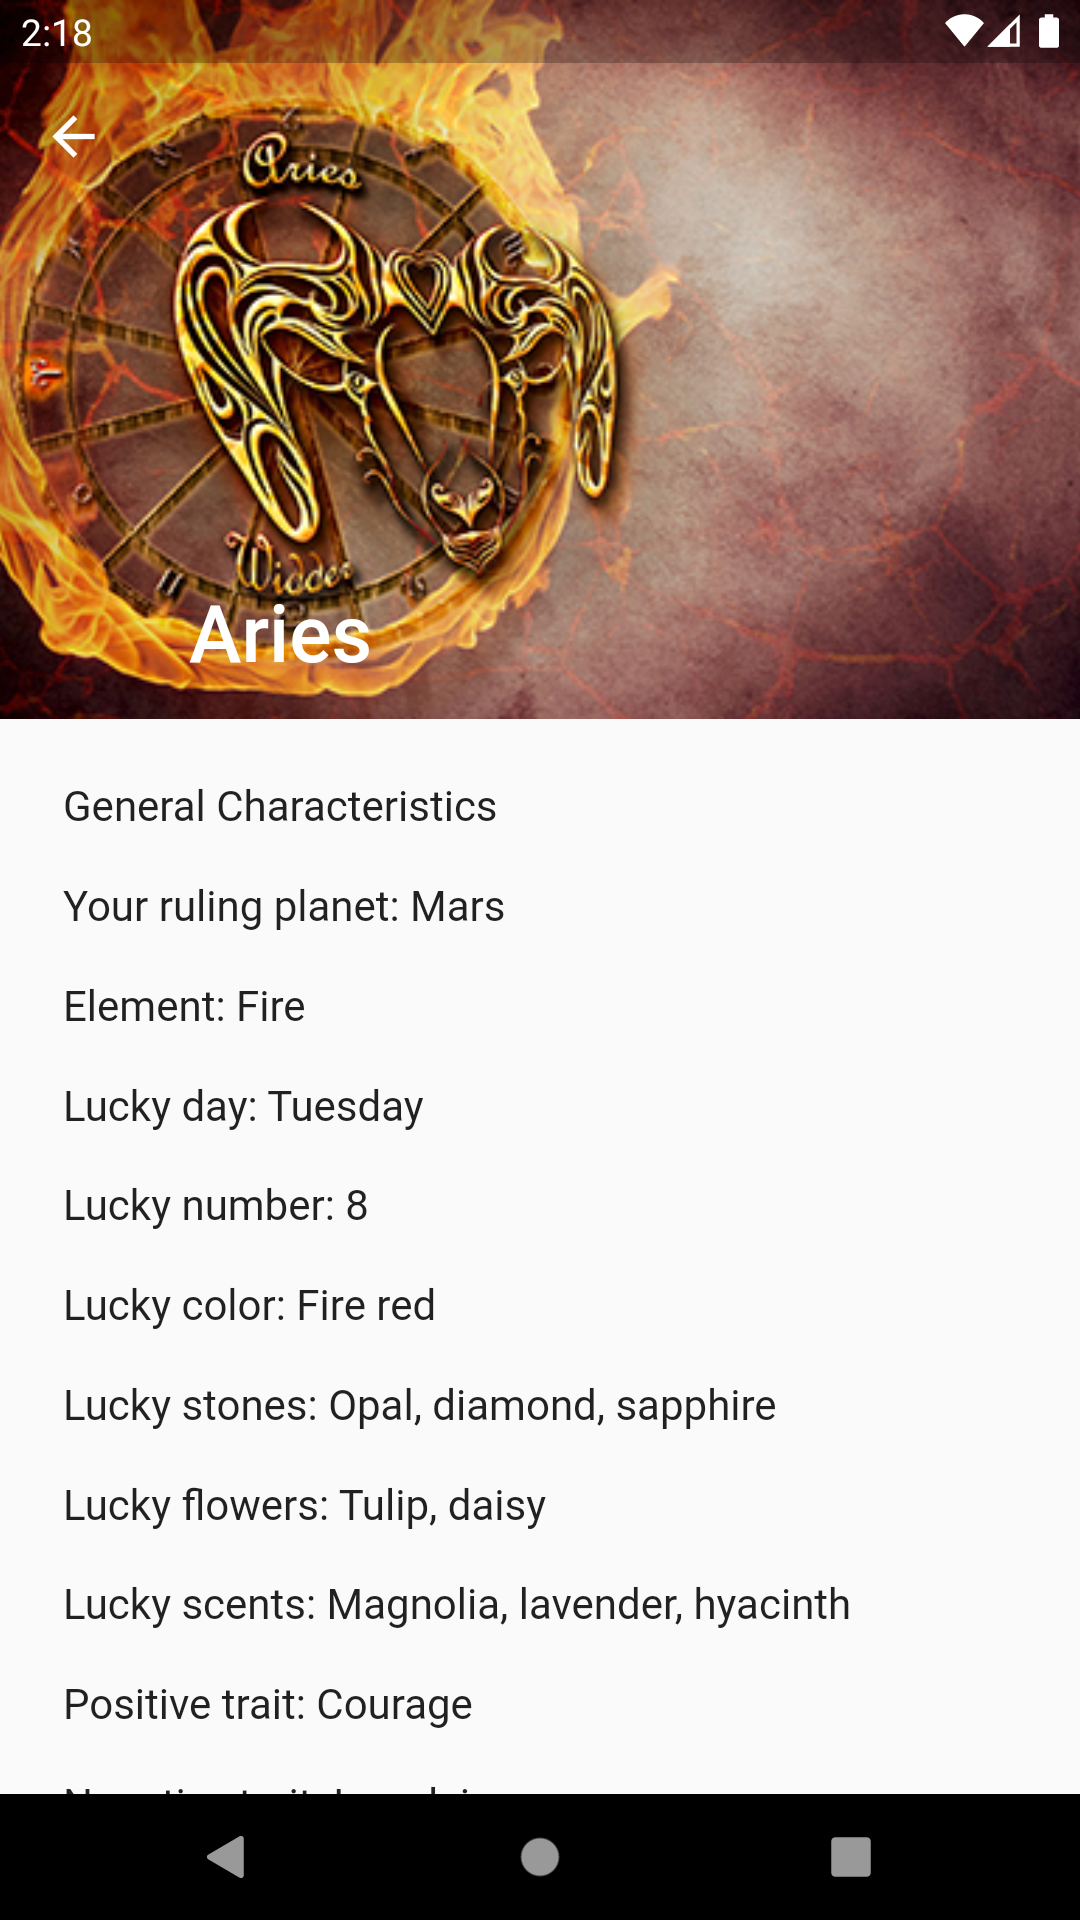 2:18
Aries
Widder
Aries
General Characteristics
Your ruling planet: Mars
Element: Fire
Lucky day: Tuesday
Lucky number: 8
Lucky color: Fire red
Lucky stones: Opal, diamond, sapphire
Lucky flowers: Tulip, daisy
Lucky scents: Magnolia, lavender, hyacinth
Positive trait: Courage